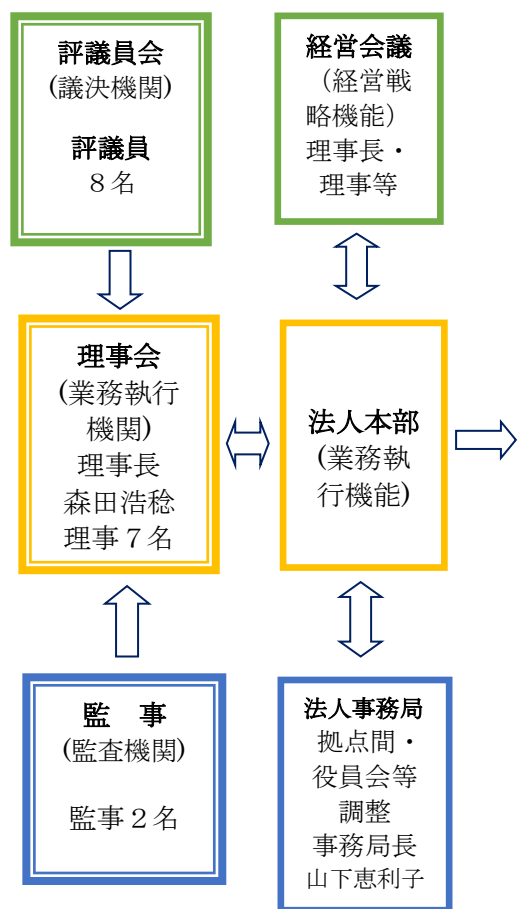 評議員会
(議決機関)
評議員
８名
経営会議
（経営戦
略機能）
理事長・
理事等
理事会
(業務執行
機関)
理事長
森田浩稔
理事７名
法人本部
(業務執
行機能)
監　事
(監査機関)
監事２名
法人事務局
拠点間・
役員会等
調整
事務局長
山下恵利子